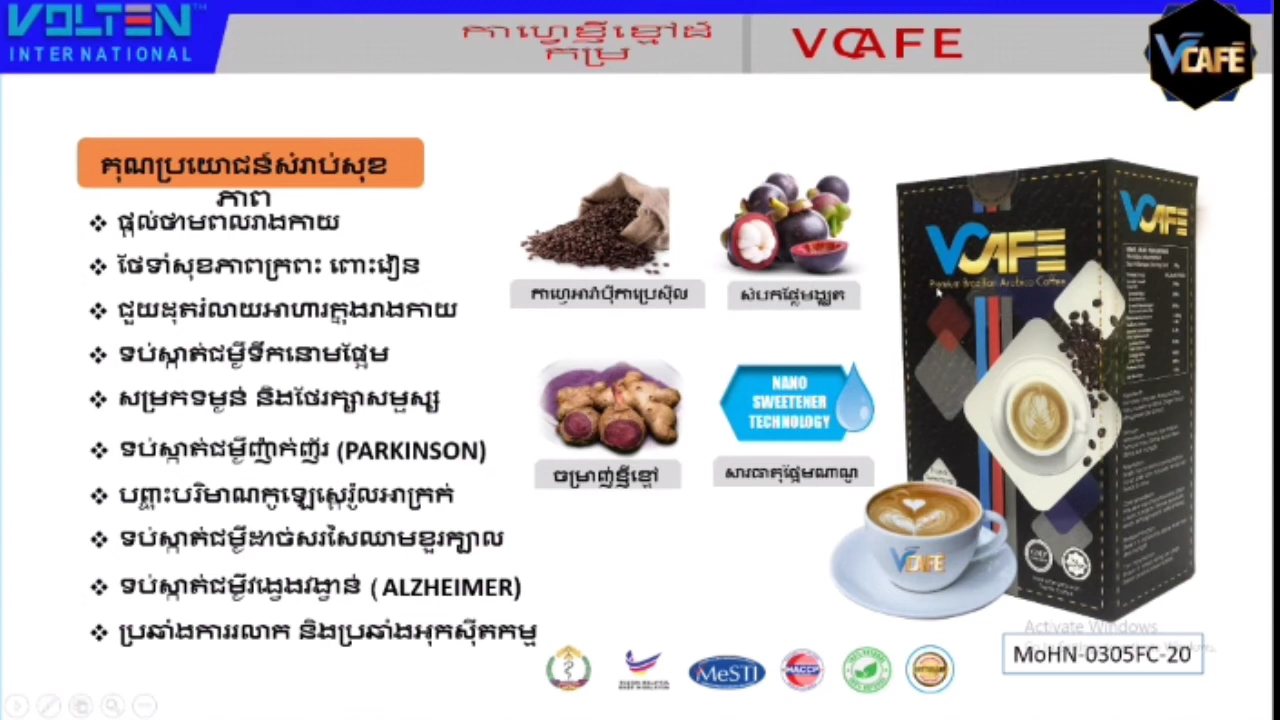 VOLTEN
INTERNATIONAL
កាហ្វេខ្ញីខ្មៅដ៏
កម្រ
VCAFE
VCAFE
គុណប្រយោជន៍សំរាប់សុខ
ភាព
❖ ផ្តល់ថាមពលរាងកាយ
❖ ថែទាំសុខភាពក្រពះ ពោះវៀន
❖ ជួយដុតរំលាយអាហារក្នុងរាងកាយ
❖ ទប់ស្កាត់ជម្ងឺទឹកនោមផ្អែម
❖ សម្រកទម្ងន់ និងថែរក្សាសម្ផស្ស
❖ ទប់ស្កាត់ជម្ងឺញ៉ាក់ញ័រ (PARKINSON)
❖ បញ្ចុះបរិមាណកូឡេស្តេរ៉ូលអាក្រក់
❖ ទប់ស្កាត់ជម្ងឺដាច់សរសៃឈាមខួរក្បាល
❖ ទប់ស្កាត់ជម្ងឺវង្វេងវង្វាន់ ( ALZHEIMER)
❖ ប្រឆាំងការរលាក និងប្រឆាំងអុកស៊ីតកម្ម
កាហ្វេអារ៉ាប៊ីកាប្រេស៊ីល
សំបកផ្លែមង្ឃុត
NANO
SWEETENER
TECHNOLOGY
ចម្រាញ់ខ្ញីខ្មៅ
សារធាតុផ្អែមណាណូ
VCAFE
Premium Brazilian Arabica Coffee
VCAFE
VCAFE
MeSTI
HACCP
Activate Windows
MoHN-0305FC-20